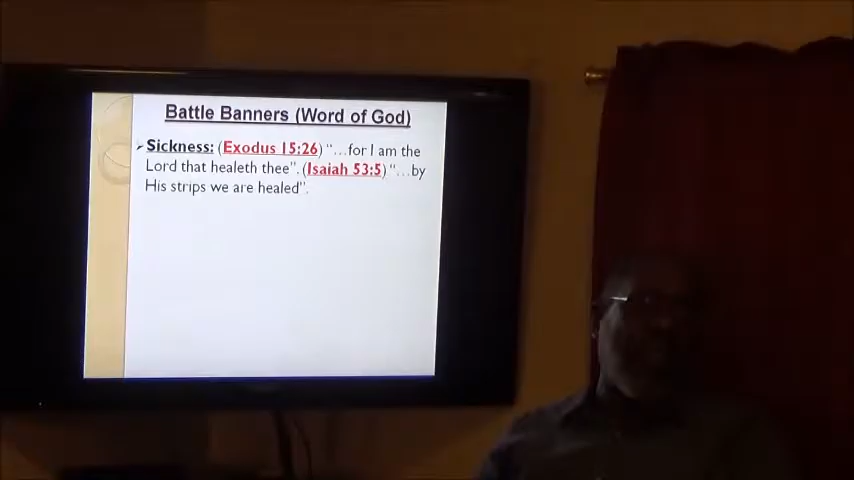 Battle Banners (Word of God)
Sickness: (Exodus 15:26) "...for I am the
Lord that healeth thee". (Isaiah 53:5) "...by
His strips we are healed".